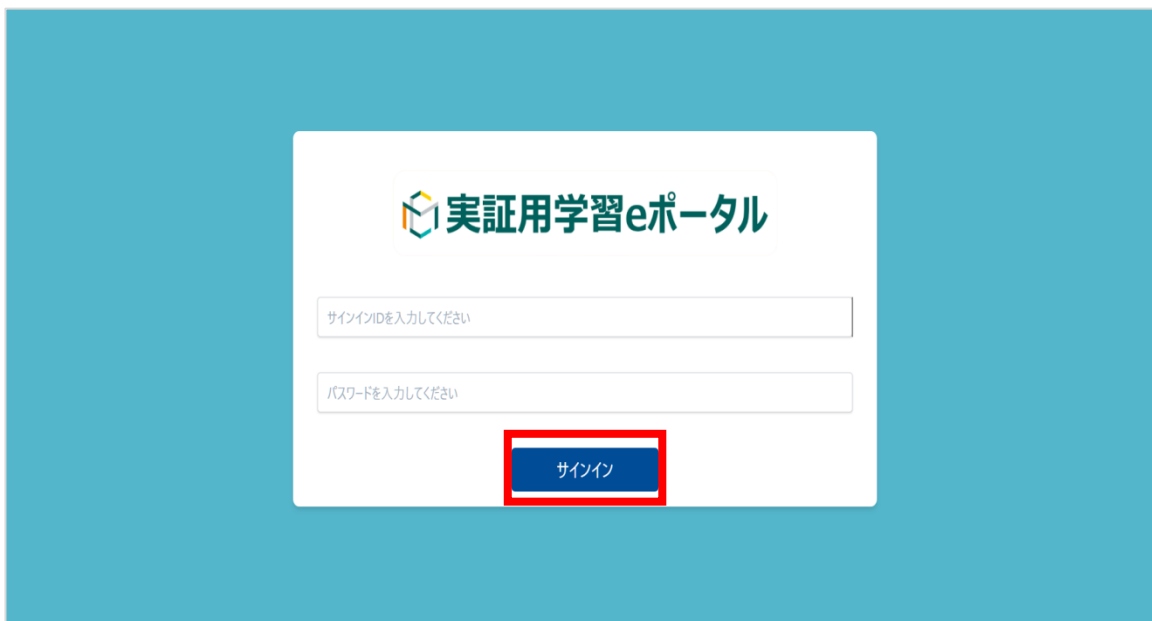 実証用学習eポータル
サインインIDを入力してください
パスワードを入力してください
サインイン